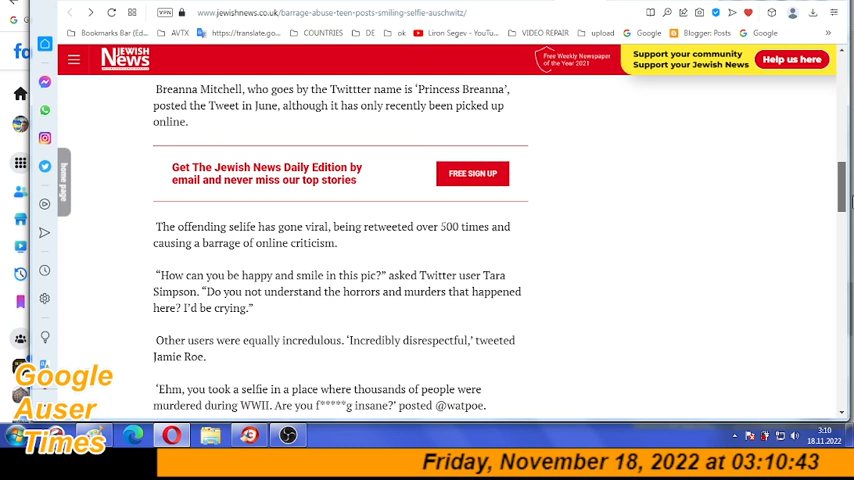 VPN
www.jewishnews.co.uk/barrage-abuse-teen-posts-smiling-selfie-auschwitz/
Bookmarks Bar (Ed...
AVTX
https://translate.go...
COUNTRIES
DE
ok
Liron Segev - YouT...
VIDEO REPAIR
upload
Google
Blogger: Posts
Google
JEWISH
News
Free Weekly Newspaper
of the Year 2021
Support your community
Support your Jewish News
Help us here
home page
Breanna Mitchell, who goes by the Twittter name is ‘Princess Breanna’,
posted the Tweet in June, although it has only recently been picked up
online.
Get The Jewish News Daily Edition by
email and never miss our top stories
FREE SIGN UP
The offending selife has gone viral, being retweeted over 500 times and
causing a barrage of online criticism.
“How can you be happy and smile in this pic?” asked Twitter user Tara
Simpson. “Do you not understand the horrors and murders that happened
here? I’d be crying.”
Other users were equally incredulous. ‘Incredibly disrespectful,’ tweeted
Jamie Roe.
‘Ehm, you took a selfie in a place where thousands of people were
murdered during WWII. Are you f*****g insane?’ posted @watpoe.
Google
Auser
Times
3:10
18.11.2022
Friday, November 18, 2022 at 03:10:43